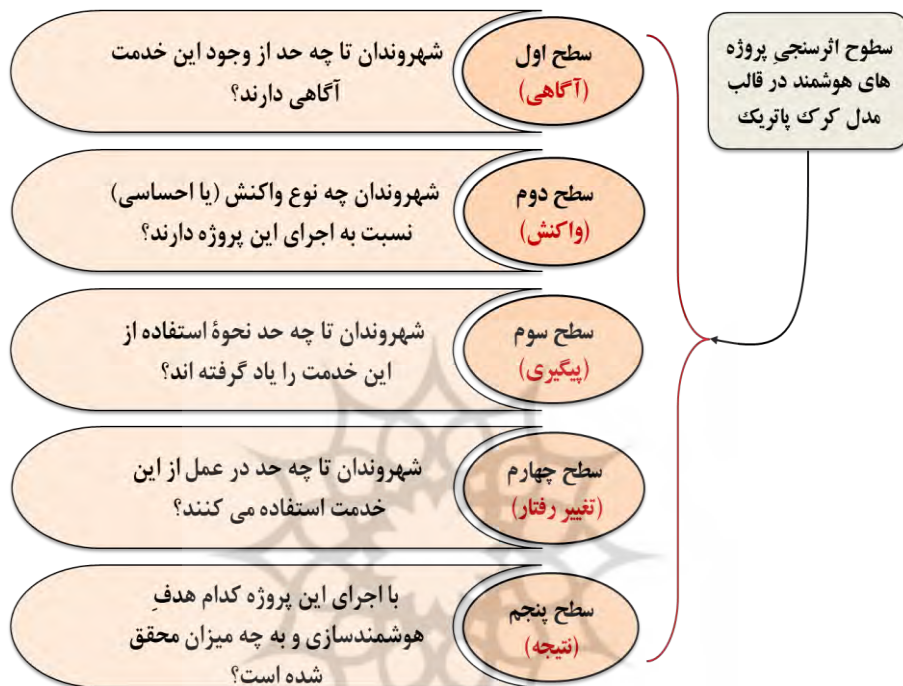 سطوح اثرسنجیِ پروژه
های هوشمند در قالب
مدل کرک پاتریک
سطح اول
(آگاهی)
شهروندان تا چه حد از وجود این خدمت
آگاهی دارند؟
سطح دوم
(واکنش)
شهروندان چه نوع واکنش (یا احساسی)
نسبت به اجرای این پروژه دارند؟
سطح سوم
(پیگیری)
شهروندان تا چه حد نحوۀ استفاده از
این خدمت را یاد گرفته اند؟
سطح چهارم
(تغییر رفتار)
شهروندان تا چه حد در عمل از این
خدمت استفاده می کنند؟
سطح پنجم
(نتیجه)
با اجرای این پروژه کدام هدفِ
هوشمندسازی و به چه میزان محقق
شده است؟